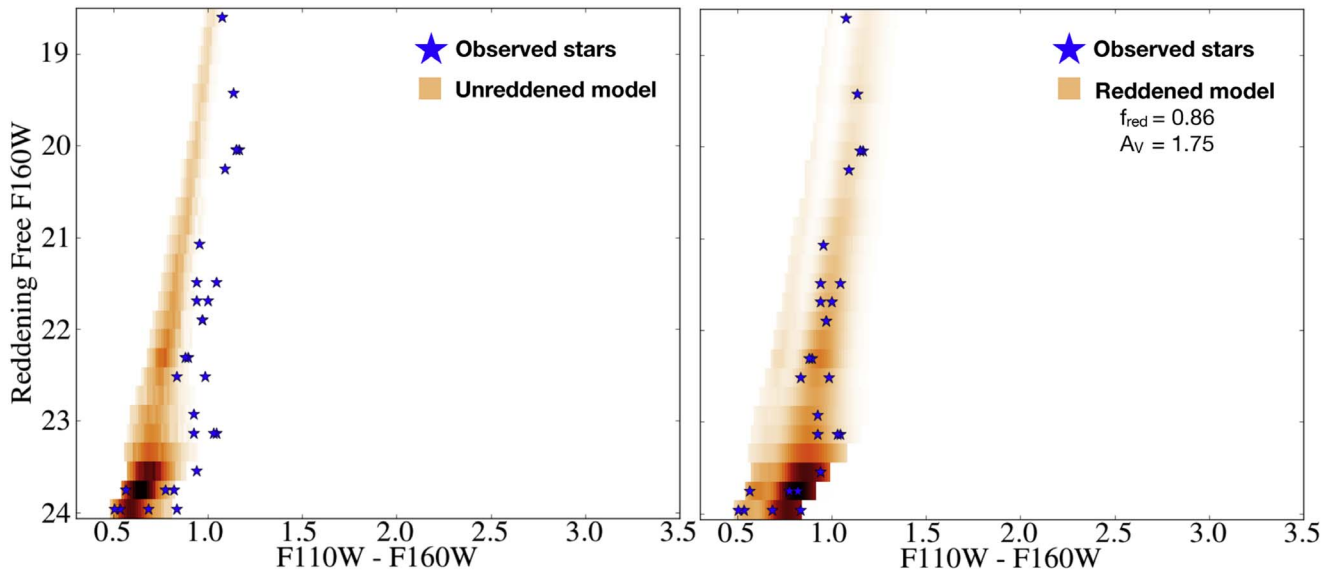 Reddening Free F160W
19
20
21
22
23
24
Observed stars
Unreddened model
0.5 1.0 1.5 2.0 2.5 3.0 3.5
F110W - F160W
Observed stars
Reddened model
fred = 0.86
AV = 1.75
0.5 1.0 1.5 2.0 2.5 3.0 3.5
F110W - F160W